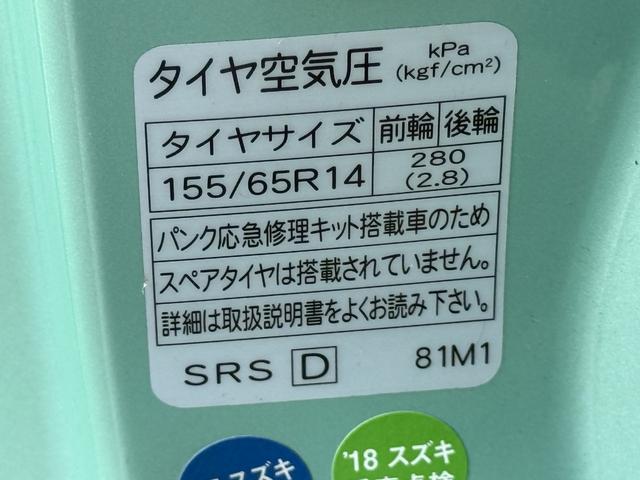 タイヤ空気圧 kPa
(kgf/cm²)
タイヤサイズ 前輪 後輪
155/65R14 280
(2.8)
パンク応急修理キット搭載車のため
スペアタイヤは搭載されていません。
詳細は取扱説明書をよくお読み下さい。
SRS D 81M1
スズキ
'18 スズキ
点検